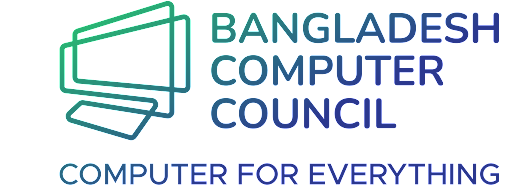 BANGLADESH
COMPUTER
COUNCIL
COMPUTER FOR EVERYTHING